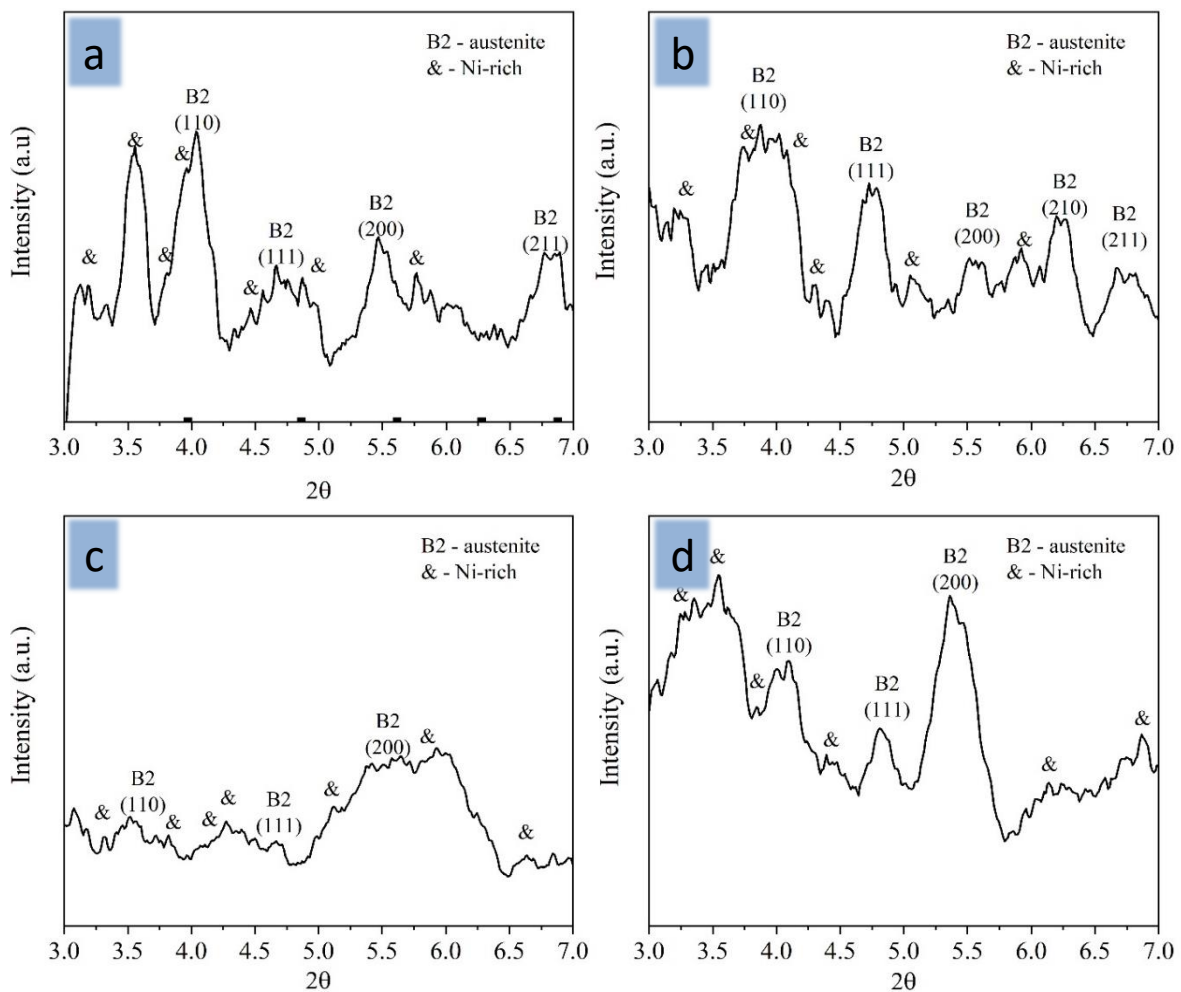 a
B2 - austenite
& - Ni-rich
B2
(110)
&
&
&
&
&
B2
(111)
&
B2
(200)
&
B2
(211)
Intensity (a.u.)
3.0 3.5 4.0 4.5 5.0 5.5 6.0 6.5 7.0
2θ
b
B2 - austenite
& - Ni-rich
B2
(110)
&
&
&
&
B2
(111)
&
B2
(200)
&
B2
(210)
B2
(211)
Intensity (a.u.)
3.0 3.5 4.0 4.5 5.0 5.5 6.0 6.5 7.0
2θ
c
B2 - austenite
& - Ni-rich
&
B2
(110)
&
&
&
B2
(111)
&
B2
(200)
&
&
Intensity (a.u.)
3.0 3.5 4.0 4.5 5.0 5.5 6.0 6.5 7.0
2θ
d
B2 - austenite
& - Ni-rich
&
&
&
B2
(110)
&
B2
(111)
B2
(200)
&
&
Intensity (a.u.)
3.0 3.5 4.0 4.5 5.0 5.5 6.0 6.5 7.0
2θ